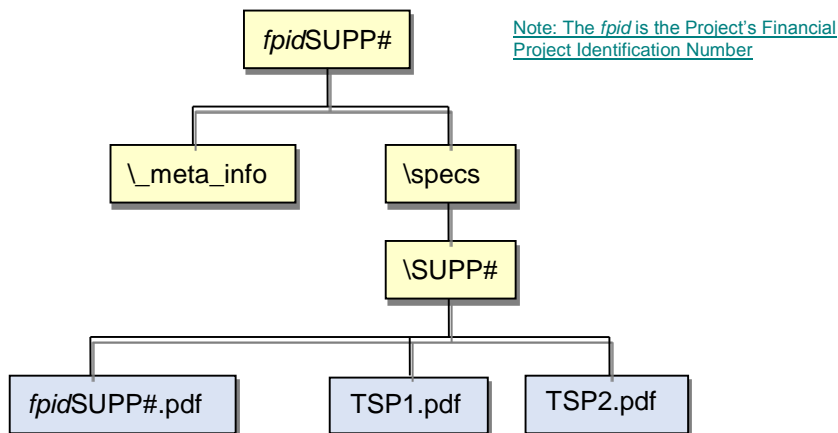 fpidSUPP#
Note: The fpid is the Project's Financial
Project Identification Number
\_meta_info
\specs
\SUPP#
fpidSUPP#.pdf
TSP1.pdf
TSP2.pdf